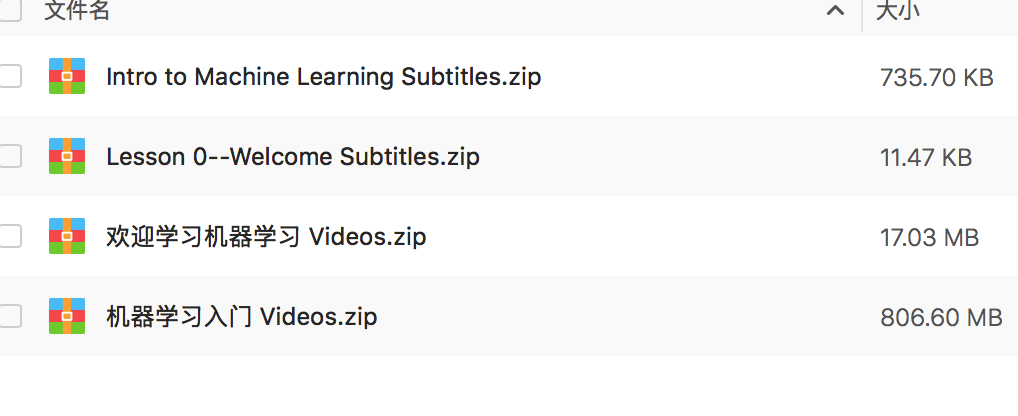 文件名 大小
Intro to Machine Learning Subtitles.zip 735.70 KB
Lesson 0--Welcome Subtitles.zip 11.47 KB
欢迎学习机器学习 Videos.zip 17.03 MB
机器学习入门 Videos.zip 806.60 MB